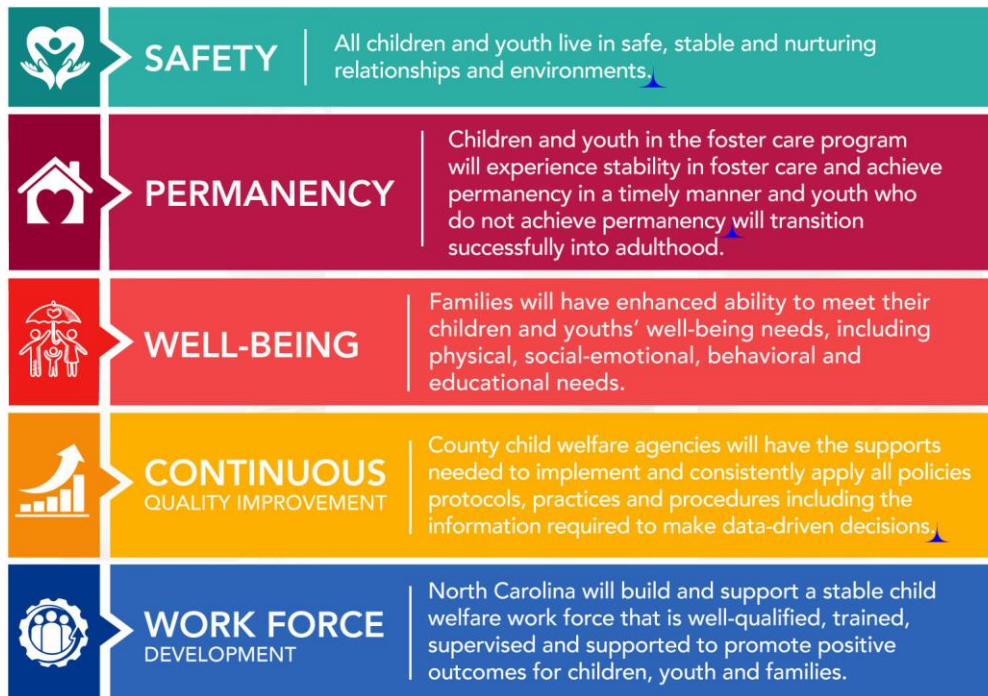 SAFETY
All children and youth live in safe, stable and nurturing
relationships and environments.
PERMANENCY
Children and youth in the foster care program
will experience stability in foster care and achieve
permanency in a timely manner and youth who
do not achieve permanency will transition
successfully into adulthood.
WELL-BEING
Families will have enhanced ability to meet their
children and youths’ well-being needs, including
physical, social-emotional, behavioral and
educational needs.
CONTINUOUS
QUALITY IMPROVEMENT
County child welfare agencies will have the supports
needed to implement and consistently apply all policies
protocols, practices and procedures including the
information required to make data-driven decisions.
WORK FORCE
DEVELOPMENT
North Carolina will build and support a stable child
welfare work force that is well-qualified, trained,
supervised and supported to promote positive
outcomes for children, youth and families.